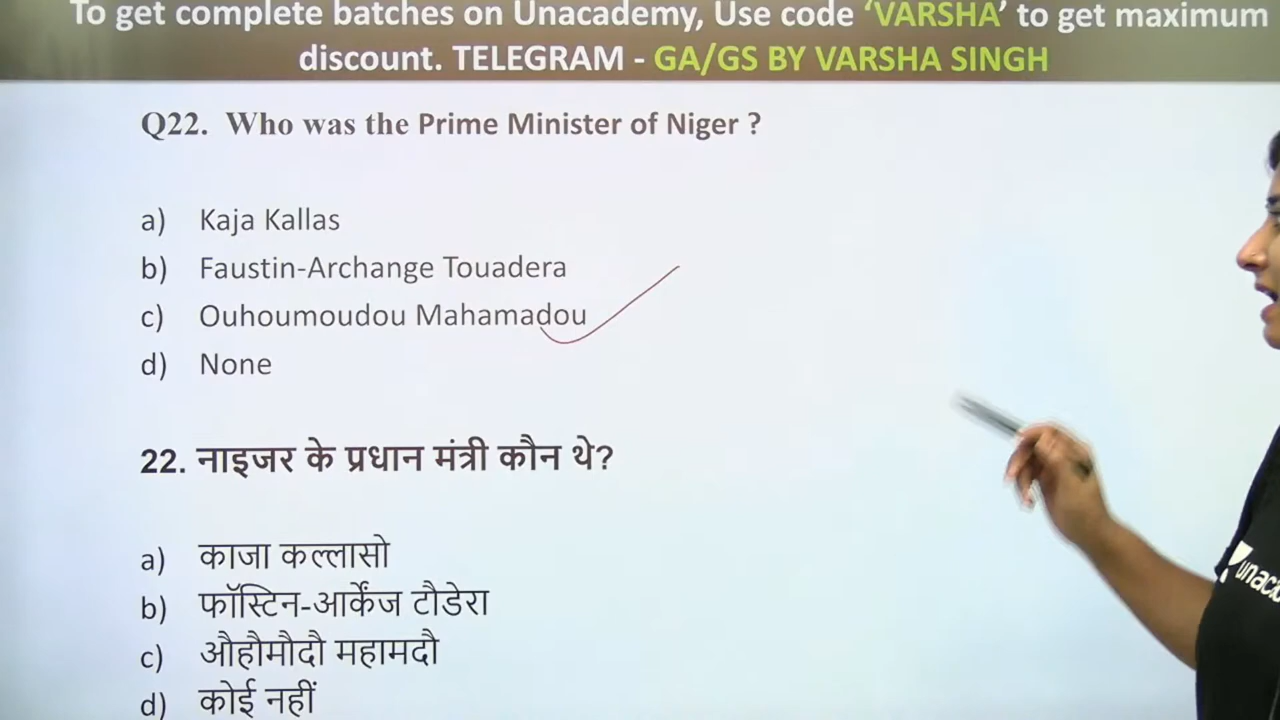 To get complete batches on Unacademy, Use code ‘VARSHA’ to get maximum
discount. TELEGRAM - GA/GS BY VARSHA SINGH
Q22. Who was the Prime Minister of Niger ?
a) Kaja Kallas
b) Faustin-Archange Touadera
c) Ouhoumoudou Mahamadou
d) None
22. नाइजर के प्रधान मंत्री कौन थे?
a) काजा कल्लासो
b) फॉस्टिन-आर्केंज टौडेरा
c) औहौमौदौ महामदौ
d) कोई नहीं